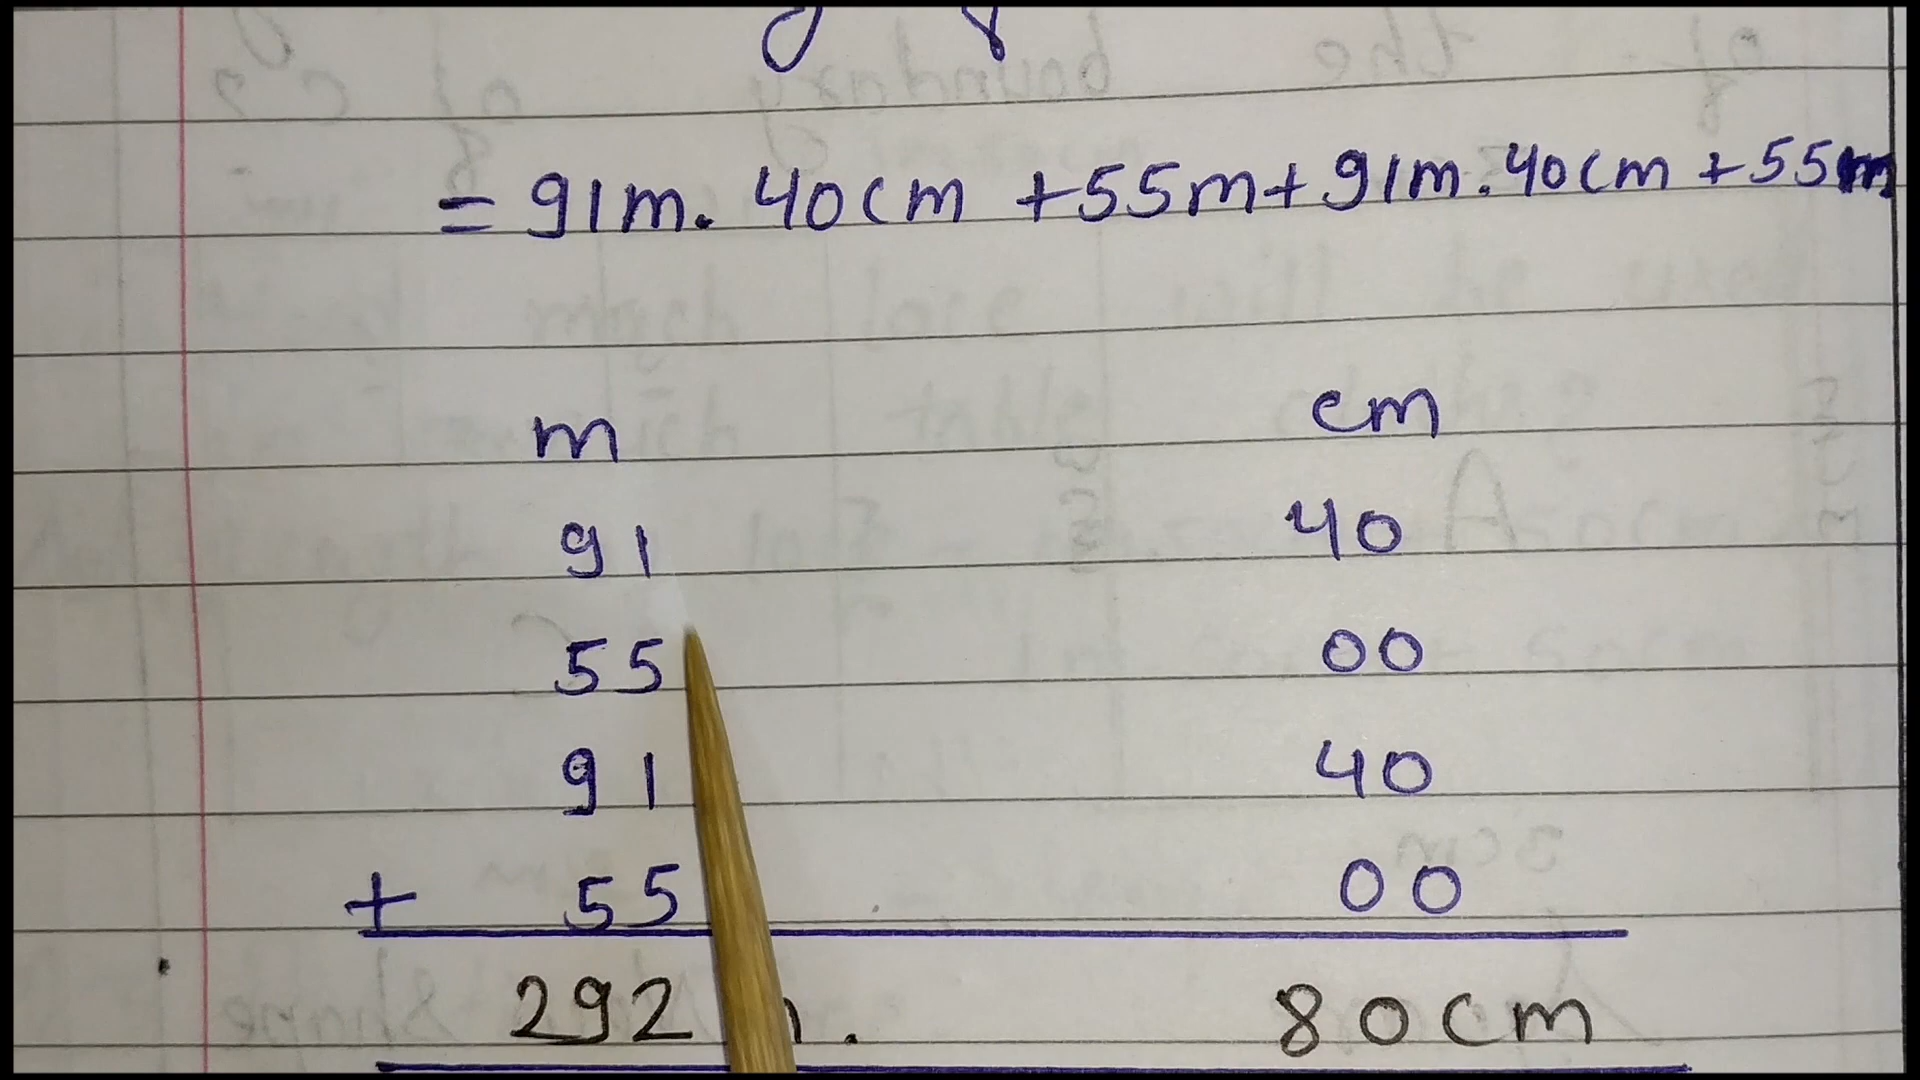 = 91m. 40cm + 55m + 91m. 40cm + 55m
m cm
91 40
55 00
91 40
+ 55 00
292 . 80cm